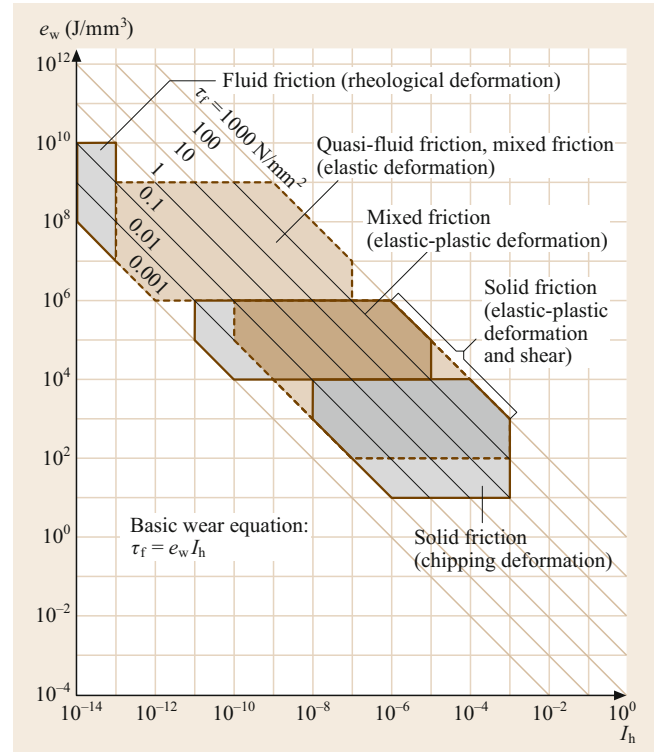 e_w (J/mm³)
10¹²
10¹⁰
10⁸
10⁶
10⁴
10²
10⁰
10⁻²
10⁻⁴
Fluid friction (rheological deformation)
τ_f = 1000 N/mm²
100
10
1
0.1
0.01
0.001
Quasi-fluid friction, mixed friction
(elastic deformation)
Mixed friction
(elastic-plastic deformation)
Solid friction
(elastic-plastic
deformation
and shear)
Solid friction
(chipping deformation)
Basic wear equation:
τ_f = e_w I_h
10⁻¹⁴ 10⁻¹² 10⁻¹⁰ 10⁻⁸ 10⁻⁶ 10⁻⁴ 10⁻² 10⁰
I_h